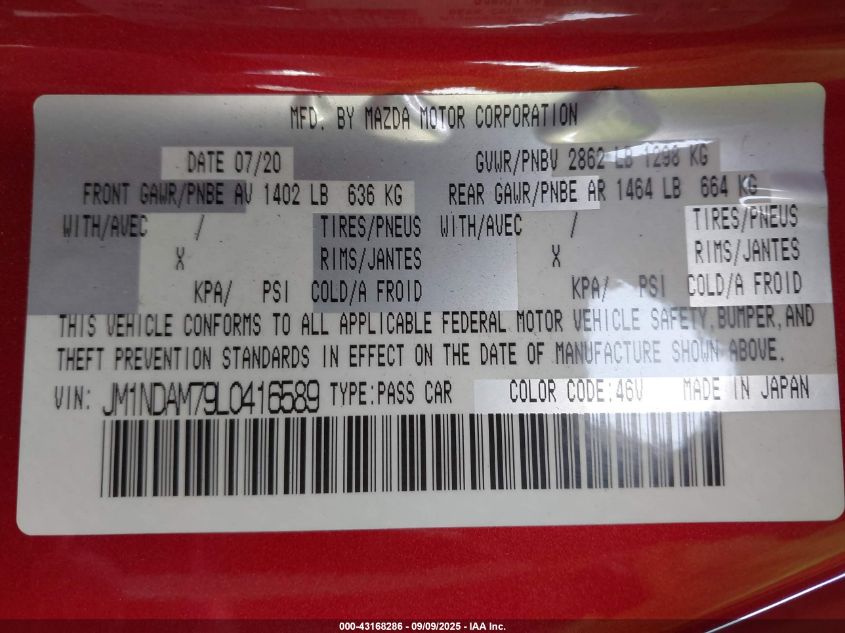 MFD. BY MAZDA MOTOR CORPORATION
DATE 07/20 GVWR/PNBV 2862 LB 1298 KG
FRONT GAWR/PNBE AV 1402 LB 636 KG REAR GAWR/PNBE AR 1464 LB 664 KG
WITH/AVEC / TIRES/PNEUS WITH/AVEC / TIRES/PNEUS
X RIMS/JANTES X RIMS/JANTES
KPA/ PSI COLD/A FROID KPA/ PSI COLD/A FROID
THIS VEHICLE CONFORMS TO ALL APPLICABLE FEDERAL MOTOR VEHICLE SAFETY, BUMPER, AND
THEFT PREVENTION STANDARDS IN EFFECT ON THE DATE OF MANUFACTURE SHOWN ABOVE.
VIN: JM1NDAM79L0416589 TYPE:PASS CAR COLOR CODE:46V MADE IN JAPAN
000-43168286 - 09/09/2025 - IAA Inc.